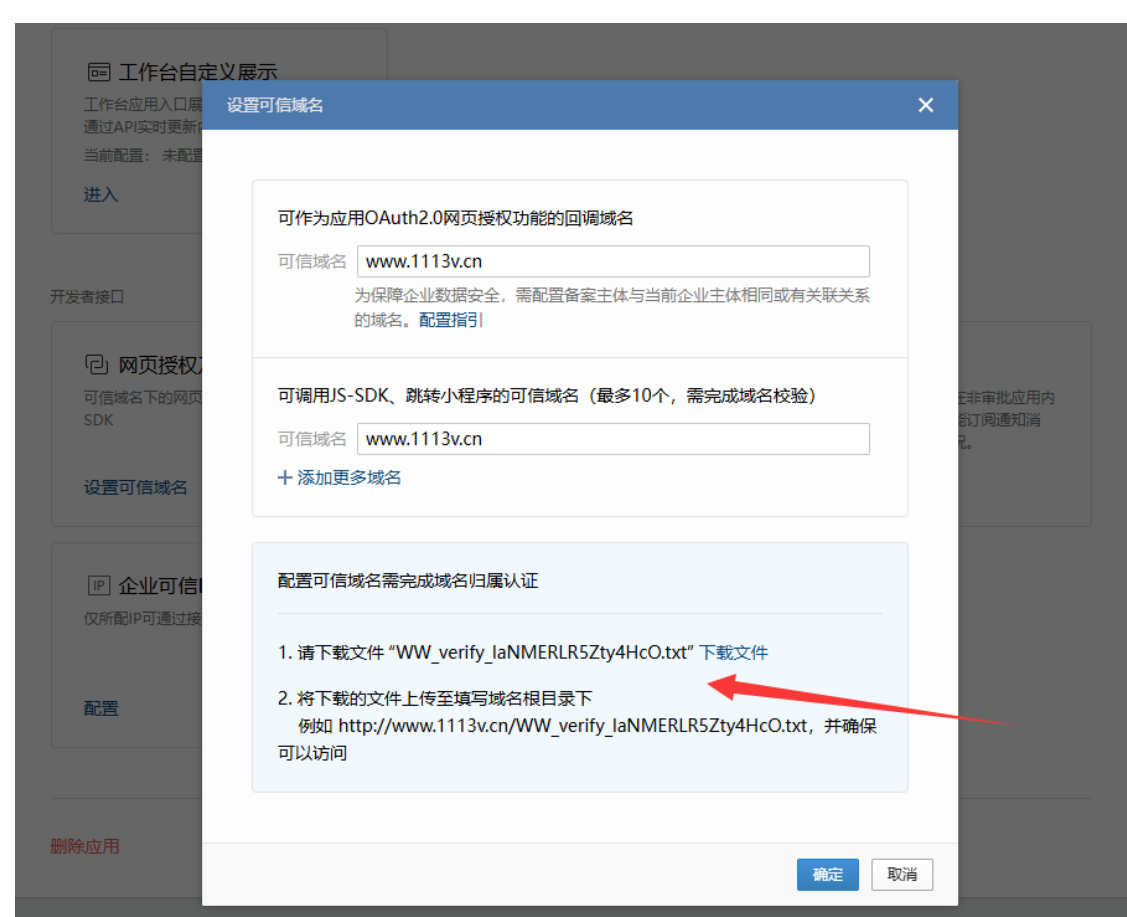 工作台自定义展示
工作台应用入口展
通过API实时更新
当前配置： 未配置
进入
开发者接口
网页授权及
可信域名下的网页
SDK
设置可信域名
企业可信I
仅所配IP可通过接
配置
删除应用
设置可信域名
可作为应用OAuth2.0网页授权功能的回调域名
可信域名 www.1113v.cn
为保障企业数据安全，需配置备案主体与当前企业主体相同或有关联关系
的域名。配置指引
可调用JS-SDK、跳转小程序的可信域名（最多10个，需完成域名校验）
可信域名 www.1113v.cn
添加更多域名
配置可信域名需完成域名归属认证
1. 请下载文件 “WW_verify_laNMERLR5Zty4HcO.txt” 下载文件
2. 将下载的文件上传至填写域名根目录下
例如 http://www.1113v.cn/WW_verify_laNMERLR5Zty4HcO.txt，并确保
可以访问
确定 取消
在非审批应用内
能订阅通知消